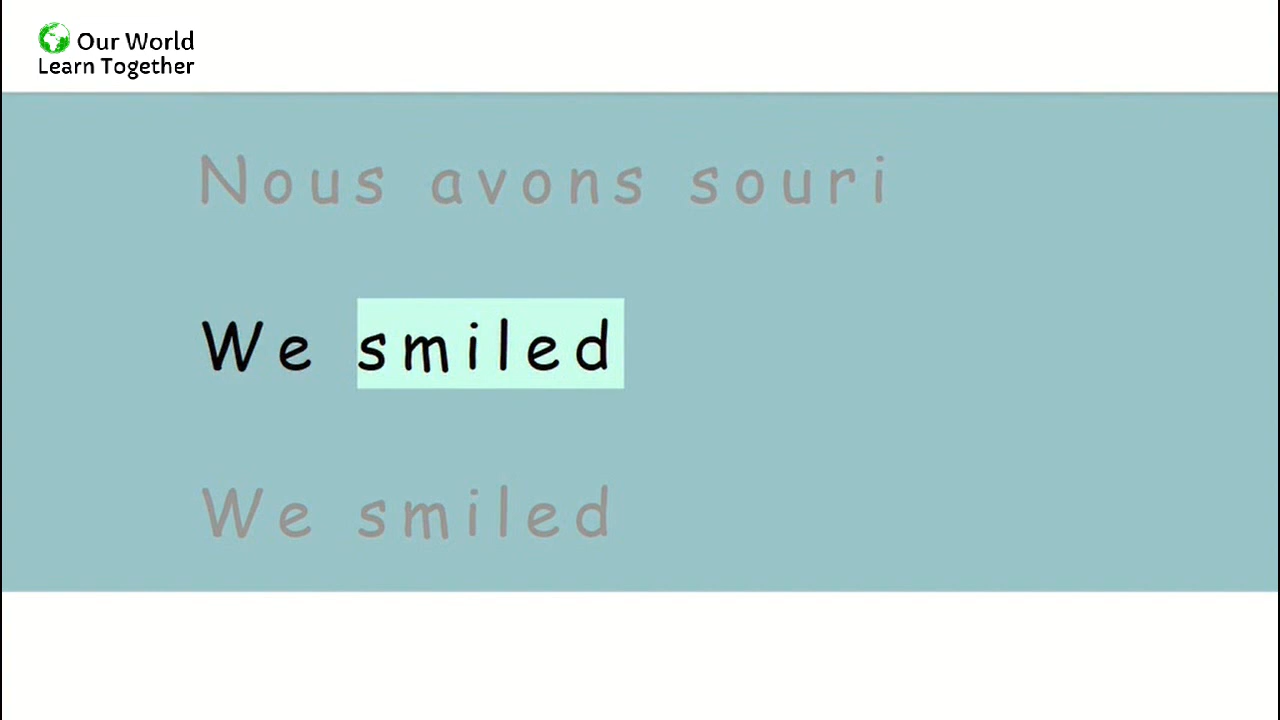 Our World
Learn Together
Nous avons souri
We smiled
We smiled